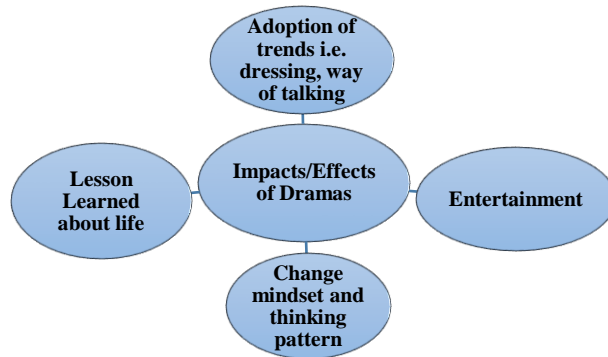 Adoption of
trends i.e.
dressing, way
of talking
Lesson
Learned
about life
Impacts/Effects
of Dramas
Entertainment
Change
mindset and
thinking
pattern